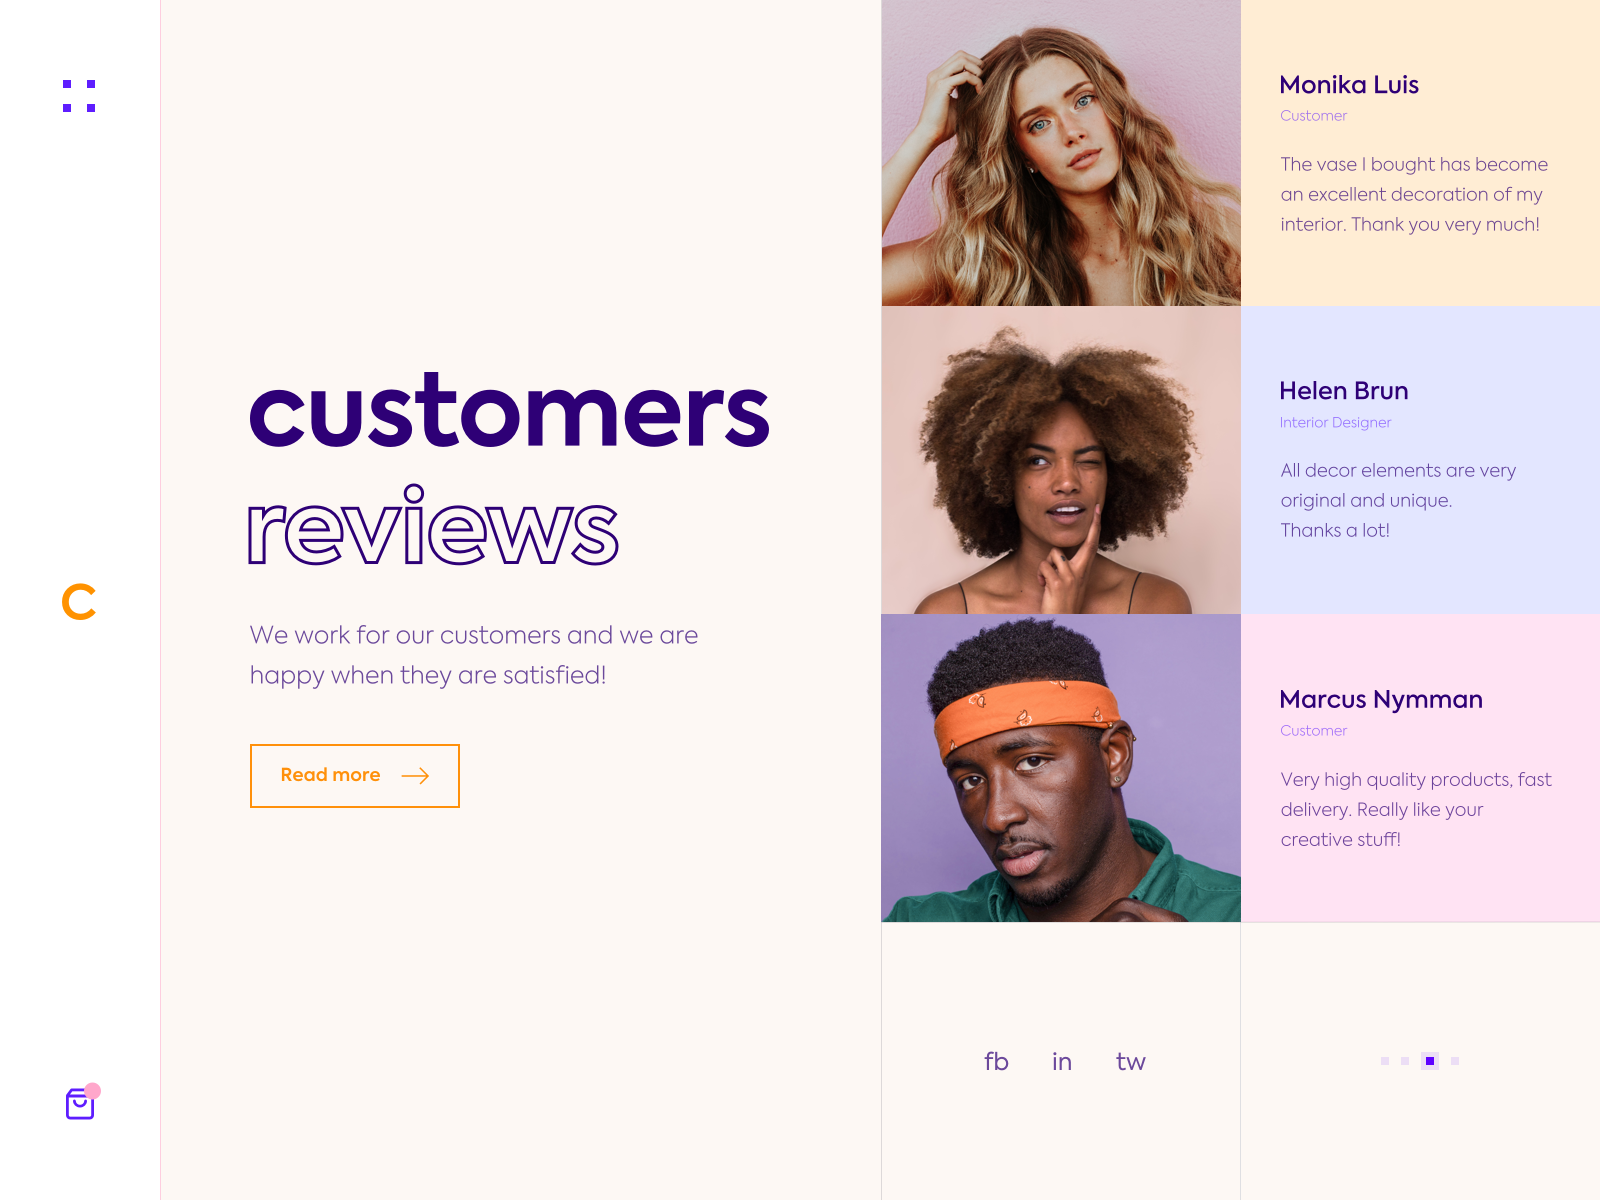 C
customers
reviews
We work for our customers and we are
happy when they are satisfied!
Read more
Monika Luis
Customer
The vase I bought has become
an excellent decoration of my
interior. Thank you very much!
Helen Brun
Interior Designer
All decor elements are very
original and unique.
Thanks a lot!
Marcus Nymman
Customer
Very high quality products, fast
delivery. Really like your
creative stuff!
fb in tw